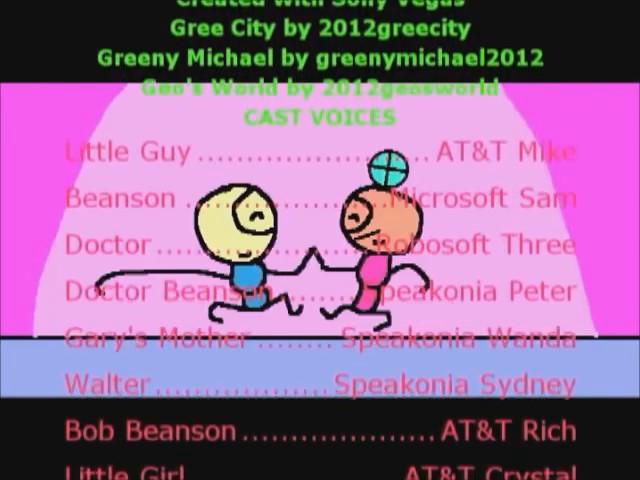 Created with Sony Vegas
Gree City by 2012greecity
Greeny Michael by greenymichael2012
Geo's World by 2012geosworld
CAST VOICES
Little Guy ........................ AT&T Mike
Beanson .....................Microsoft Sam
Doctor........................Robosoft Three
Doctor Beanson..........Speakonia Peter
Gary's Mother ........ Speakonia Wanda
Walter.................. Speakonia Sydney
Bob Beanson .................... AT&T Rich
Little Girl ...................... AT&T Crystal